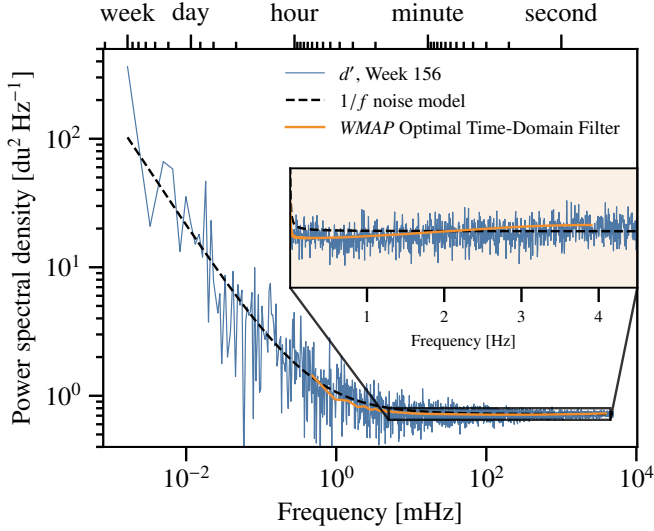 week day hour minute second
d′, Week 156
1/f noise model
WMAP Optimal Time-Domain Filter
Power spectral density [du² Hz⁻¹]
10²
10¹
10⁰
1 2 3 4
Frequency [Hz]
10⁻² 10⁰ 10² 10⁴
Frequency [mHz]